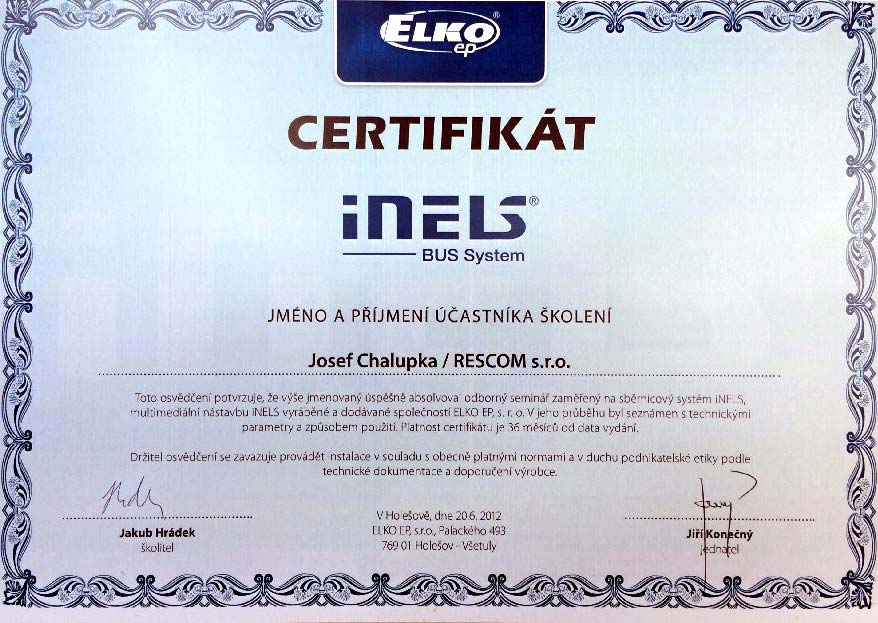 ELKO®
ep
CERTIFIKÁT
iNELS®
BUS System
JMÉNO A PŘÍJMENÍ ÚČASTNÍKA ŠKOLENÍ
Josef Chalupka / RESCOM s.r.o.
Toto osvědčení potvrzuje, že výše jmenovaný úspěšně absolvoval odborný seminář zaměřený na sběrnicový systém iNELS,
multimediální nástavbu iNELS vyráběné a dodávané společností ELKO EP, s. r. o. V jeho průběhu byl seznámen s technickými
parametry a způsobem použití. Platnost certifikátu je 36 měsíců od data vydání.
Držitel osvědčení se zavazuje provádět instalace v souladu s obecně platnými normami a v duchu podnikatelské etiky podle
technické dokumentace a doporučení výrobce.
V Holešově, dne 20.6. 2012
ELKO EP, s.r.o., Palackého 493
769 01 Holešov - Všetuly
Jakub Hrádek
školitel
Jiří Konečný
jednatel